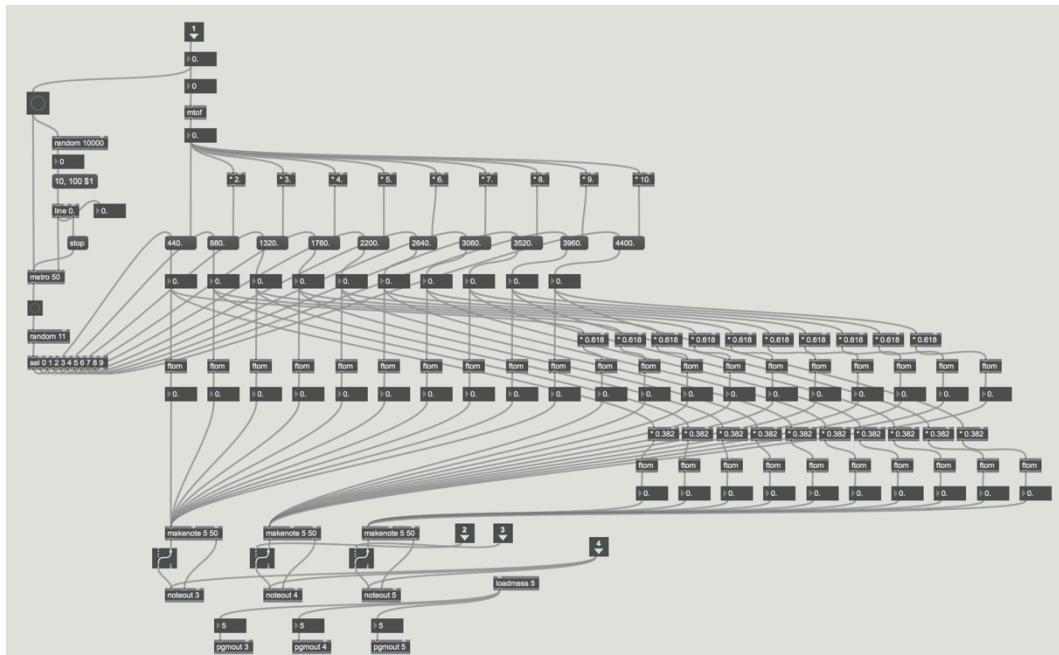 1
0.
0
mtof
0.
random 10000
0
10, 100 $1
line 0.
0.
stop
metro 50
random 11
sel 0 1 2 3 4 5 6 7 8 9
* 2. * 3. * 4. * 5. * 6. * 7. * 8. * 9. * 10.
440. 880. 1320. 1760. 2200. 2640. 3080. 3520. 3960. 4400.
0. 0. 0. 0. 0. 0. 0. 0. 0. 0.
* 0.618 * 0.618 * 0.618 * 0.618 * 0.618 * 0.618 * 0.618 * 0.618 * 0.618 * 0.618
ftom ftom ftom ftom ftom ftom ftom ftom ftom ftom ftom ftom ftom ftom ftom ftom ftom ftom ftom ftom
0. 0. 0. 0. 0. 0. 0. 0. 0. 0. 0. 0. 0. 0. 0. 0. 0. 0. 0. 0.
* 0.382 * 0.382 * 0.382 * 0.382 * 0.382 * 0.382 * 0.382 * 0.382 * 0.382 * 0.382
ftom ftom ftom ftom ftom ftom ftom ftom ftom ftom
0. 0. 0. 0. 0. 0. 0. 0. 0. 0.
makenote 5 50 makenote 5 50 makenote 5 50
2 3
4
loadmess 5
noteout 3 noteout 4 noteout 5
5 5 5
pgmout 3 pgmout 4 pgmout 5